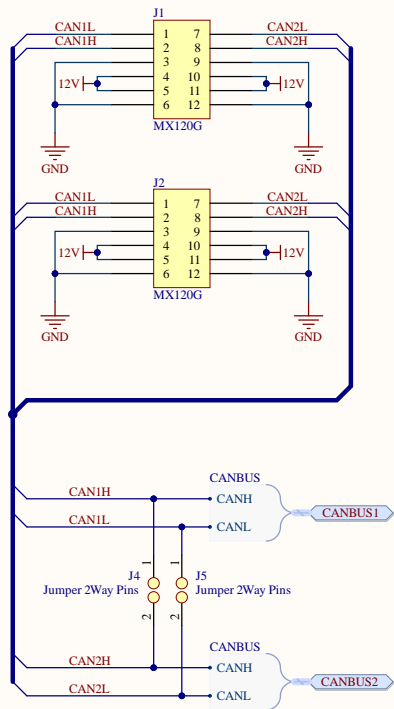 J1
CAN1L 1 7 CAN2L
CAN1H 2 8 CAN2H
3 9
12V 4 10 12V
5 11
6 12
MX120G
GND GND
J2
CAN1L 1 7 CAN2L
CAN1H 2 8 CAN2H
3 9
12V 4 10 12V
5 11
6 12
MX120G
GND GND
CANBUS
CAN1H CANH
CANBUS1
CAN1L CANL
1 1
J4 J5
Jumper 2Way Pins Jumper 2Way Pins
2 2
CANBUS
CAN2H CANH
CANBUS2
CAN2L CANL